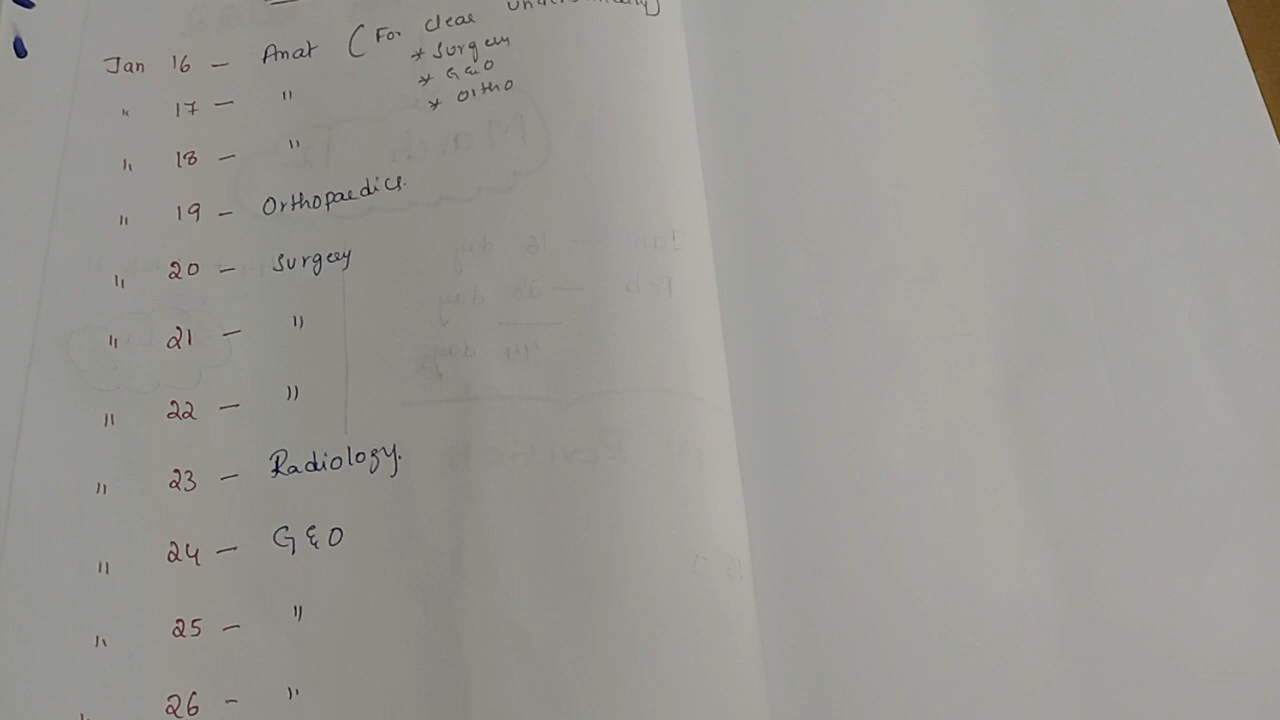 Jan 16 - Anat (For clear understanding)
* Surgery
* G&O
* Ortho
" 17 - "
" 18 - "
" 19 - Orthopaedics.
" 20 - Surgery
" 21 - "
" 22 - "
" 23 - Radiology.
" 24 - G&O
" 25 - "
26 - "